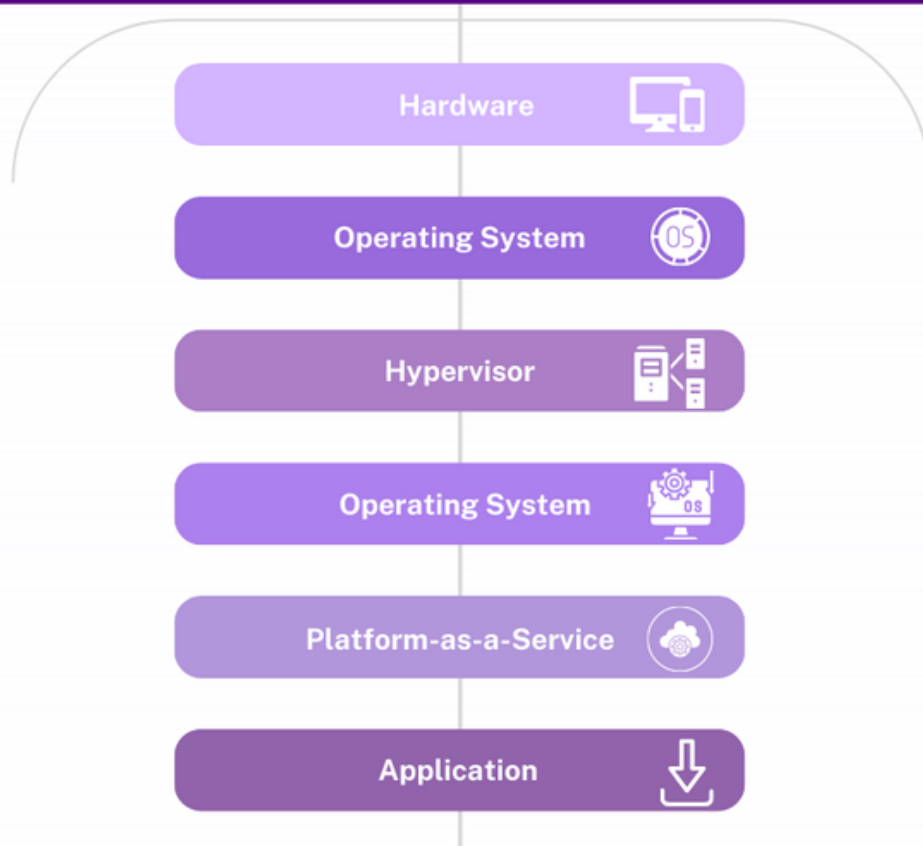 Hardware
Operating System
OS
Hypervisor
Operating System
OS
Platform-as-a-Service
Application